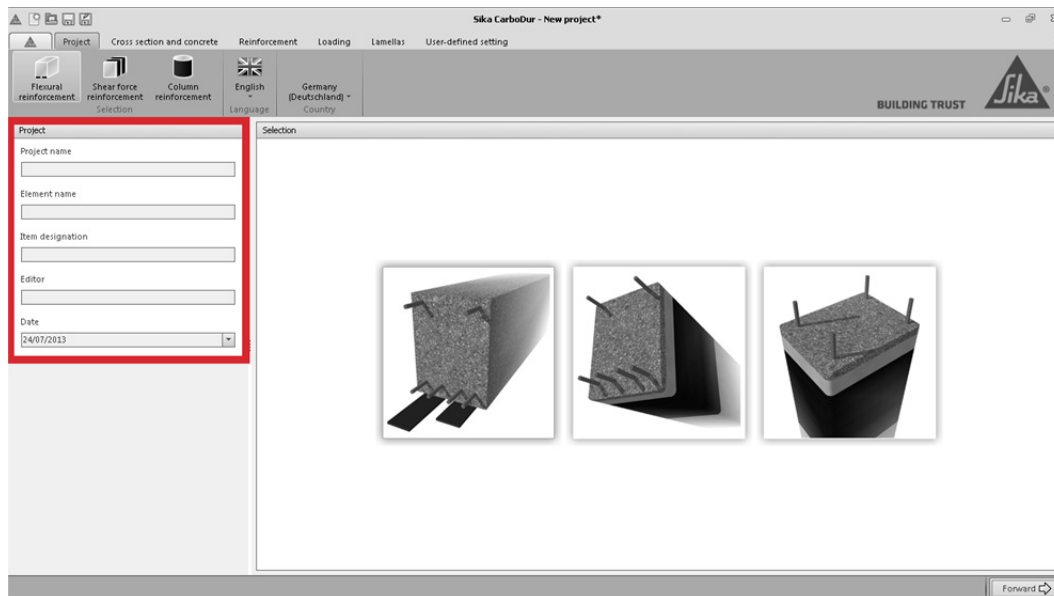 Sika CarboDur - New project*
Project
Cross section and concrete
Reinforcement
Loading
Lamellas
User-defined setting
Flexural
reinforcement
Shear force
reinforcement
Column
reinforcement
Selection
English
Language
Germany
(Deutschland)
Country
BUILDING TRUST
Sika®
Project
Project name
Element name
Item designation
Editor
Date
24/07/2013
Selection
Forward